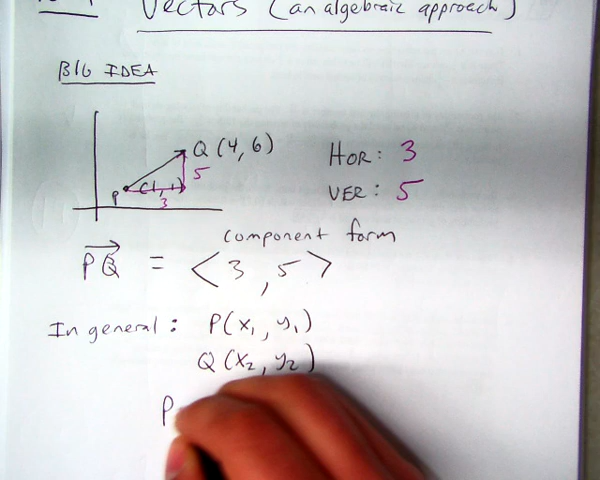 Vectors (an algebraic approach)
BIG IDEA
Q (4, 6)
HOR: 3
5
P (1, 1)
VER: 5
3
component form
PQ = < 3, 5 >
In general: P(x₁, y₁)
Q (x₂, y₂)
P